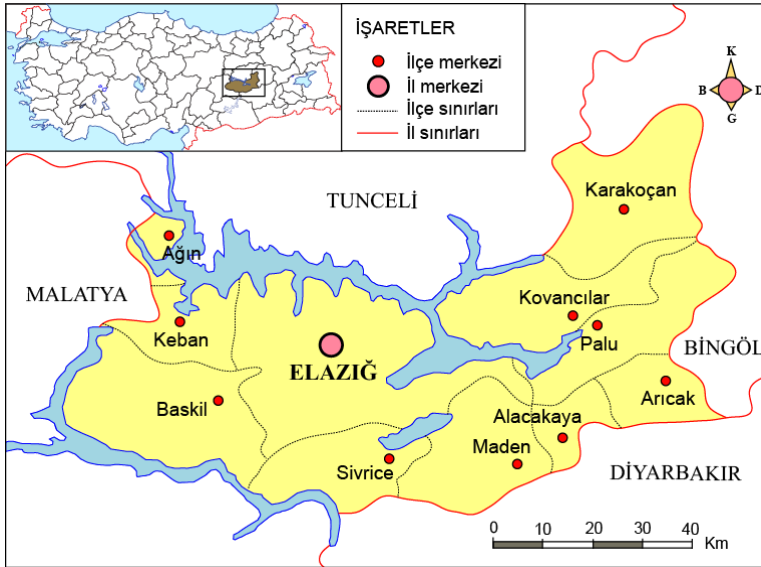 İŞARETLER
İlçe merkezi
İl merkezi
İlçe sınırları
İl sınırları
K
B
D
G
Karakoçan
TUNCELİ
Ağın
MALATYA
Kovancılar
Keban
Palu
BİNGÖL
ELAZIĞ
Arıcak
Baskil
Alacakaya
Maden
Sivrice
DİYARBAKIR
0 10 20 30 40
Km